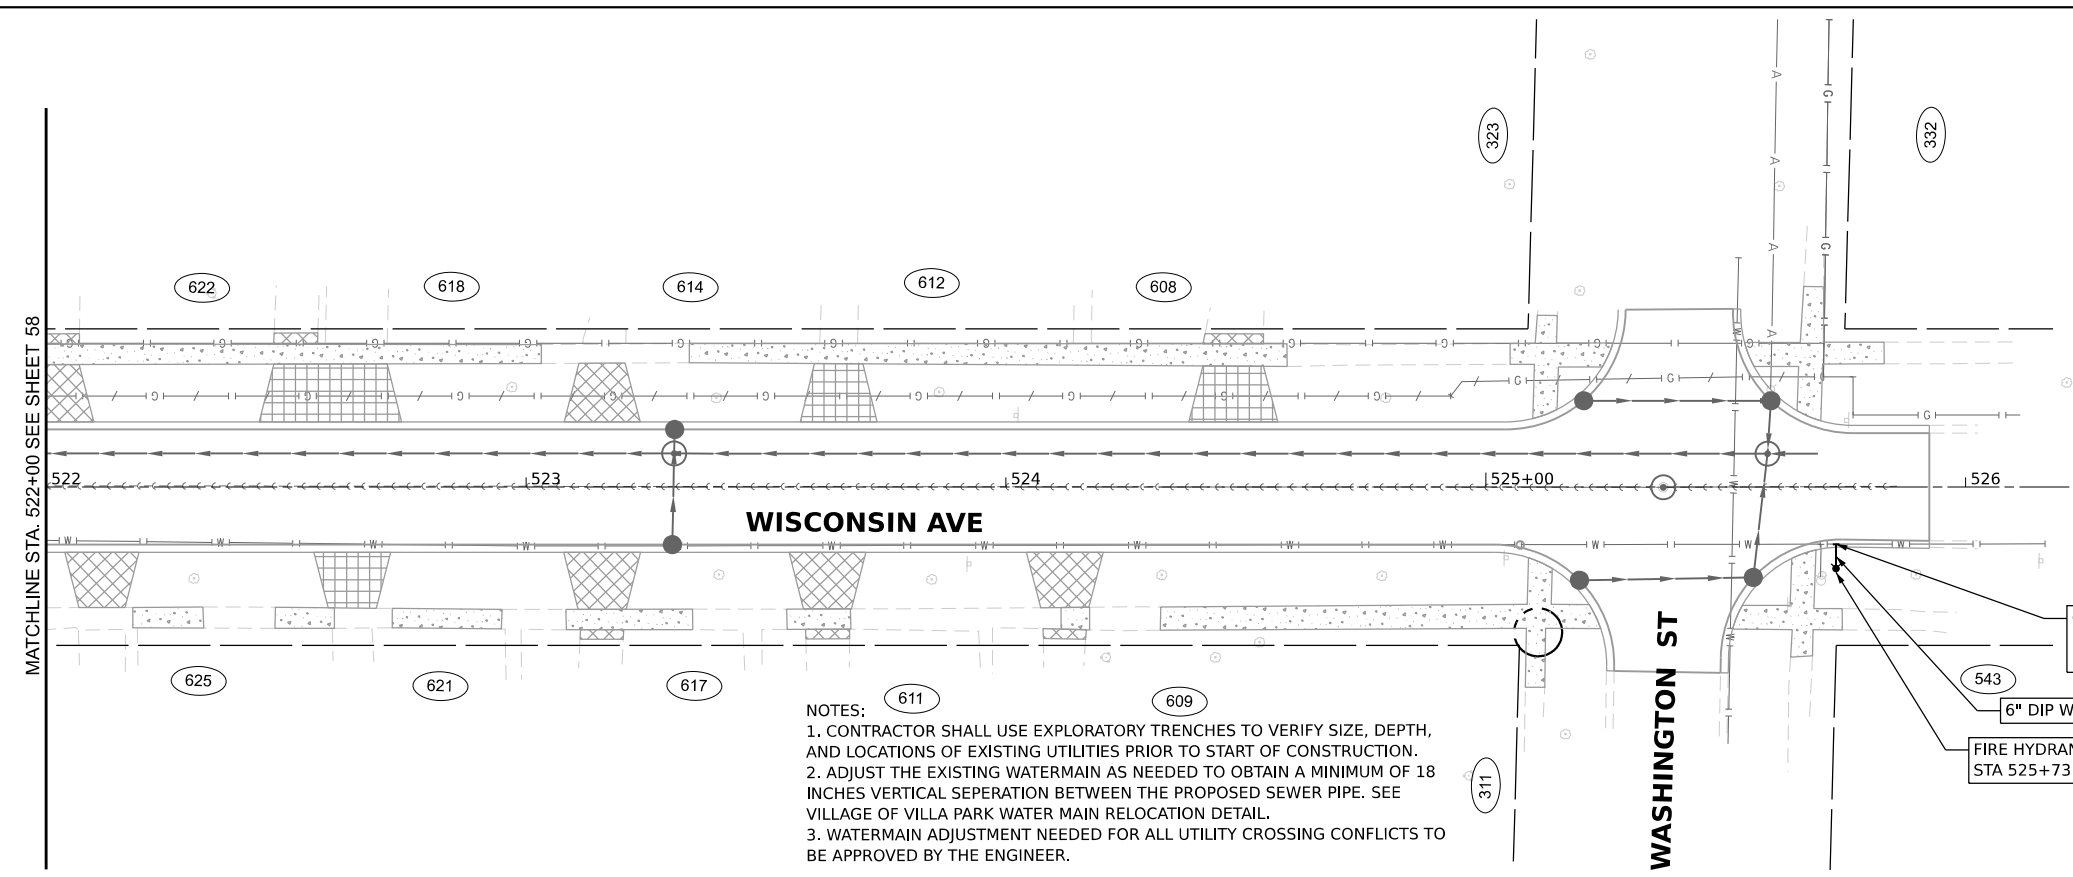 323
332
622
618
614
612
608
MATCHLINE STA. 522+00 SEE SHEET 58
522
523
524
525+00
526
WISCONSIN AVE
WASHINGTON ST
625
621
617
611
609
543
311
NOTES:
1. CONTRACTOR SHALL USE EXPLORATORY TRENCHES TO VERIFY SIZE, DEPTH,
AND LOCATIONS OF EXISTING UTILITIES PRIOR TO START OF CONSTRUCTION.
2. ADJUST THE EXISTING WATERMAIN AS NEEDED TO OBTAIN A MINIMUM OF 18
INCHES VERTICAL SEPERATION BETWEEN THE PROPOSED SEWER PIPE. SEE
VILLAGE OF VILLA PARK WATER MAIN RELOCATION DETAIL.
3. WATERMAIN ADJUSTMENT NEEDED FOR ALL UTILITY CROSSING CONFLICTS TO
BE APPROVED BY THE ENGINEER.
6" DIP W
FIRE HYDRAN
STA 525+73